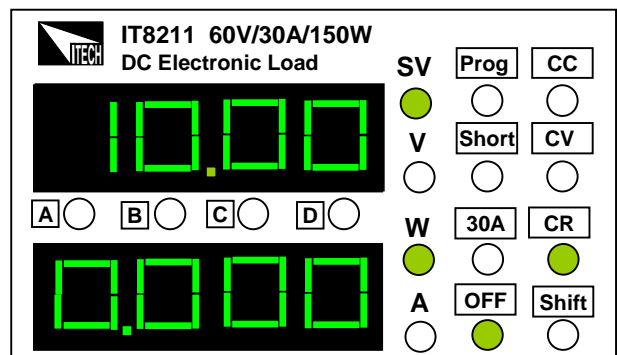 ITECH
IT8211 60V/30A/150W
DC Electronic Load
SV Prog CC
10.00
V Short CV
A B C D
W 30A CR
0.000
A OFF Shift